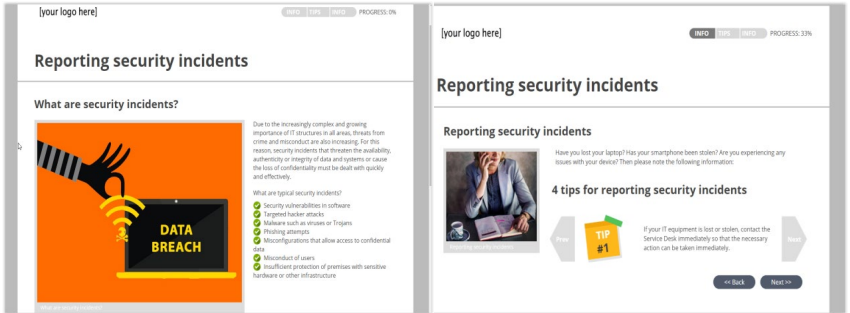 [your logo here]
INFO TIPS INFO PROGRESS: 0%
Reporting security incidents
What are security incidents?
DATA
BREACH
What are security incidents?
Due to the increasingly complex and growing
importance of IT structures in all areas, threats from
crime and misconduct are also increasing. For this
reason, security incidents that threaten the availability,
authenticity or integrity of data and systems or cause
the loss of confidentiality must be dealt with quickly
and effectively.
What are typical security incidents?
Security vulnerabilities in software
Targeted hacker attacks
Malware such as viruses or Trojans
Phishing attempts
Misconfigurations that allow access to confidential
data
Misconduct of users
Insufficient protection of premises with sensitive
hardware or other infrastructure
[your logo here]
INFO TIPS INFO PROGRESS: 33%
Reporting security incidents
Reporting security incidents
Reporting security incidents
Have you lost your laptop? Has your smartphone been stolen? Are you experiencing any
issues with your device? Then please note the following information:
4 tips for reporting security incidents
Prev
TIP
#1
If your IT equipment is lost or stolen, contact the
Service Desk immediately so that the necessary
action can be taken immediately.
Next
<< Back
Next >>